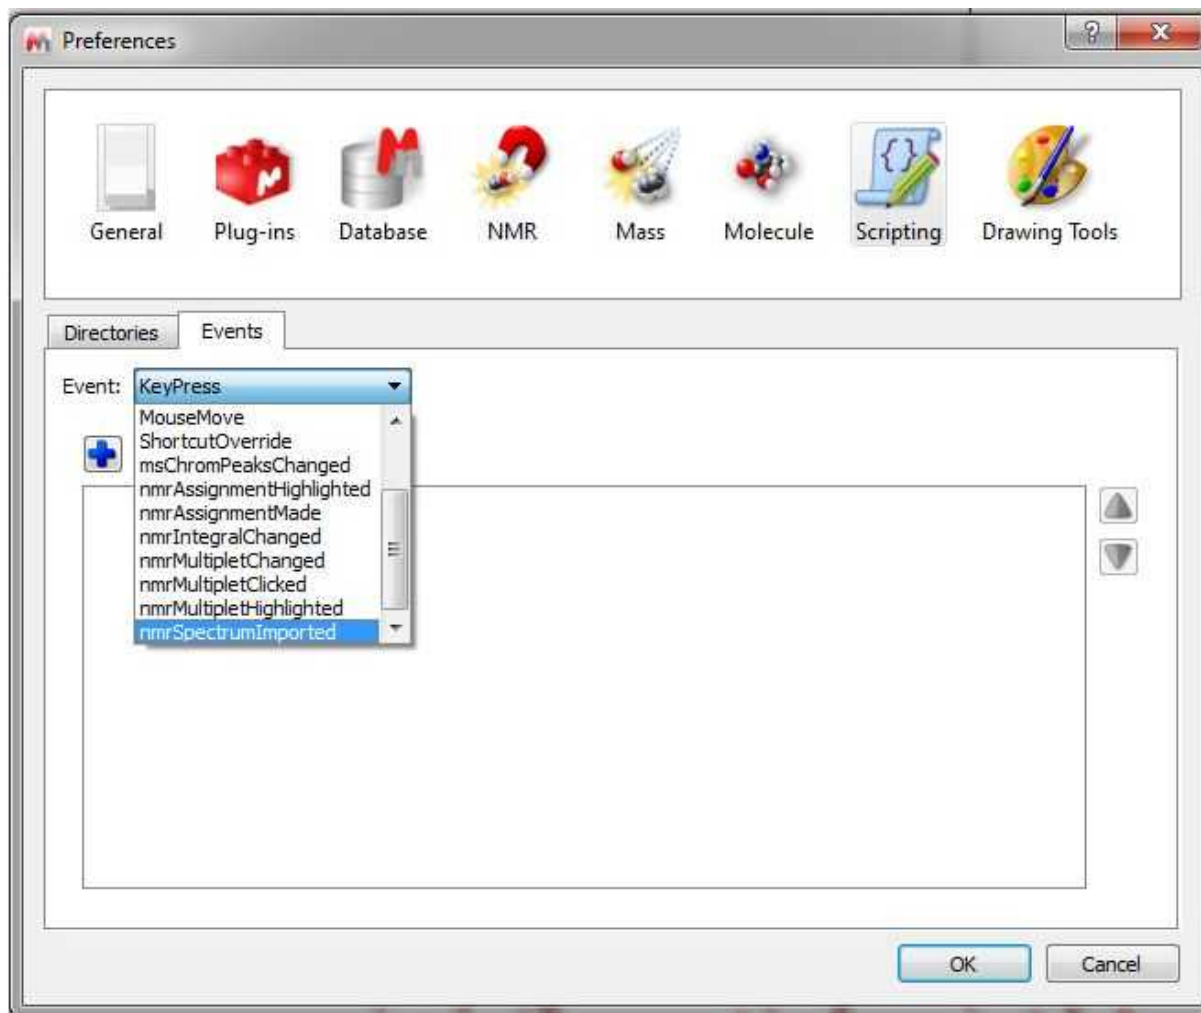 Preferences
General Plug-ins Database NMR Mass Molecule Scripting Drawing Tools
Directories Events
Event: KeyPress
MouseMove
ShortcutOverride
msChromPeaksChanged
nmrAssignmentHighlighted
nmrAssignmentMade
nmrIntegralChanged
nmrMultipletChanged
nmrMultipletClicked
nmrMultipletHighlighted
nmrSpectrumImported
OK Cancel